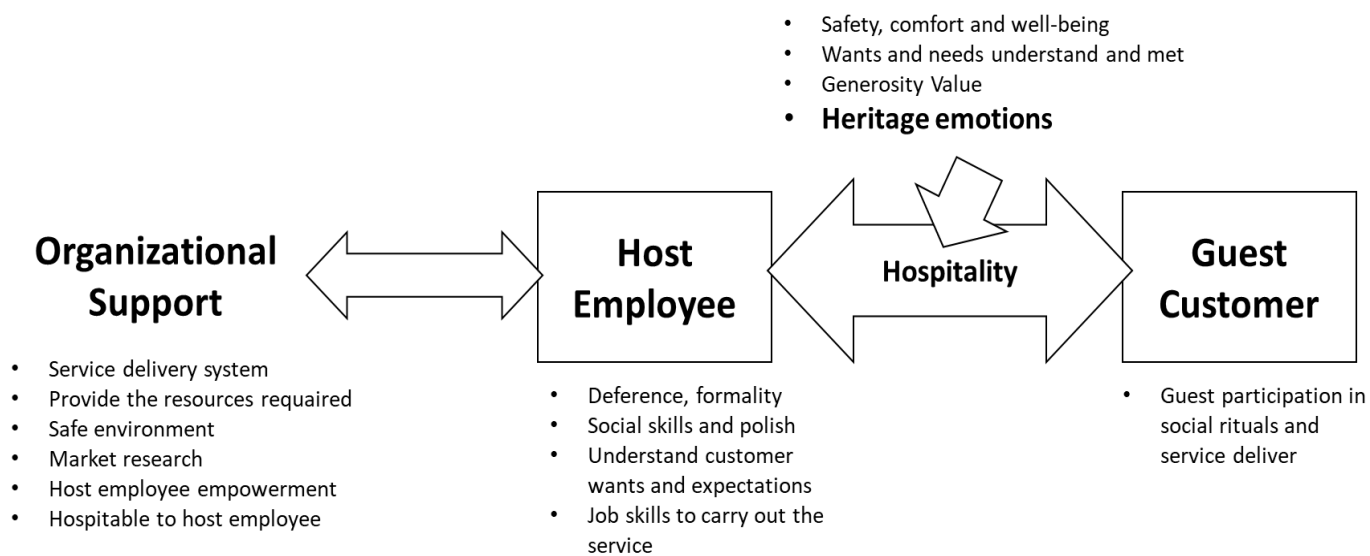 • Safety, comfort and well-being
• Wants and needs understand and met
• Generosity Value
• Heritage emotions
Organizational
Support
Host
Employee
Hospitality
Guest
Customer
• Service delivery system
• Provide the resources requaired
• Safe environment
• Market research
• Host employee empowerment
• Hospitable to host employee
• Deference, formality
• Social skills and polish
• Understand customer
wants and expectations
• Job skills to carry out the
service
• Guest participation in
social rituals and
service deliver